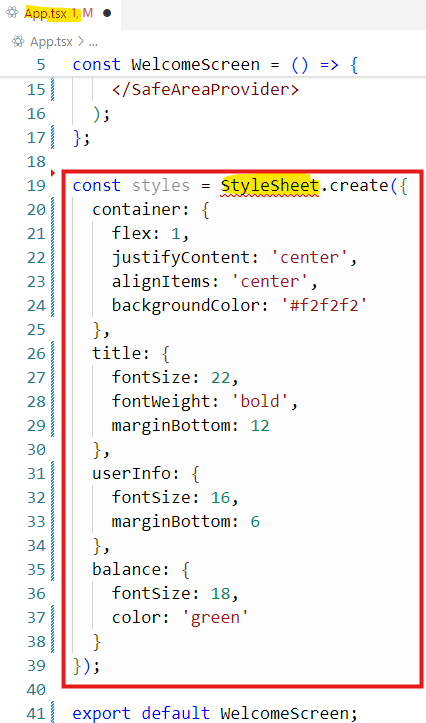 App.tsx 1, M
App.tsx > ...
5 const WelcomeScreen = () => {
15 </SafeAreaProvider>
16 );
17 };
18
19 const styles = StyleSheet.create({
20 container: {
21 flex: 1,
22 justifyContent: 'center',
23 alignItems: 'center',
24 backgroundColor: '#f2f2f2'
25 },
26 title: {
27 fontSize: 22,
28 fontWeight: 'bold',
29 marginBottom: 12
30 },
31 userInfo: {
32 fontSize: 16,
33 marginBottom: 6
34 },
35 balance: {
36 fontSize: 18,
37 color: 'green'
38 }
39 });
40
41 export default WelcomeScreen;